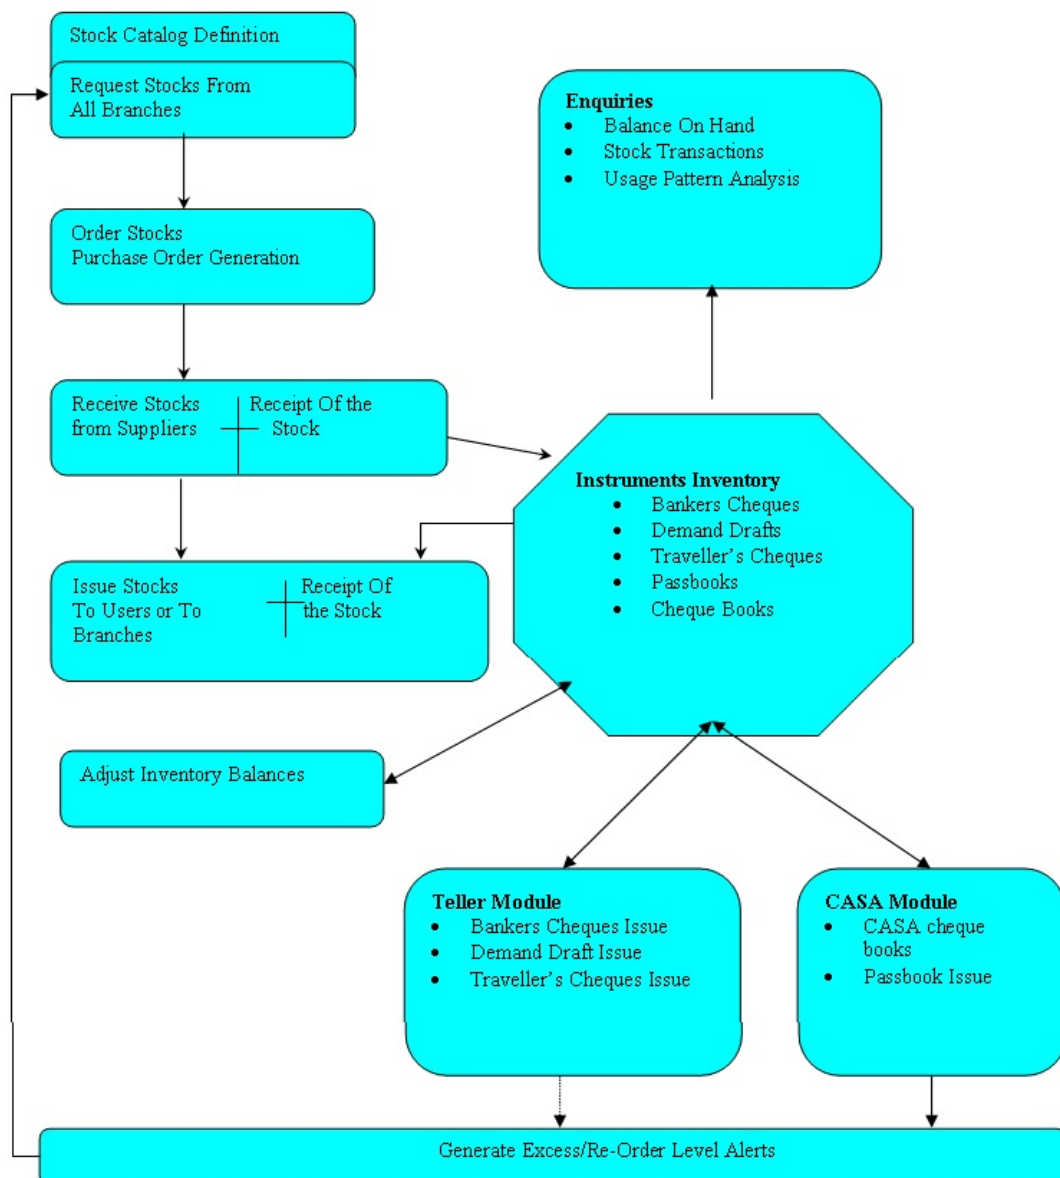 Stock Catalog Definition
Request Stocks From
All Branches
Enquiries
• Balance On Hand
• Stock Transactions
• Usage Pattern Analysis
Order Stocks
Purchase Order Generation
Receive Stocks
from Suppliers
Receipt Of the
Stock
Instruments Inventory
• Bankers Cheques
• Demand Drafts
• Traveller’s Cheques
• Passbooks
• Cheque Books
Issue Stocks
To Users or To
Branches
Receipt Of
the Stock
Adjust Inventory Balances
Teller Module
• Bankers Cheques Issue
• Demand Draft Issue
• Traveller’s Cheques Issue
CASA Module
• CASA cheque
books
• Passbook Issue
Generate Excess/Re-Order Level Alerts